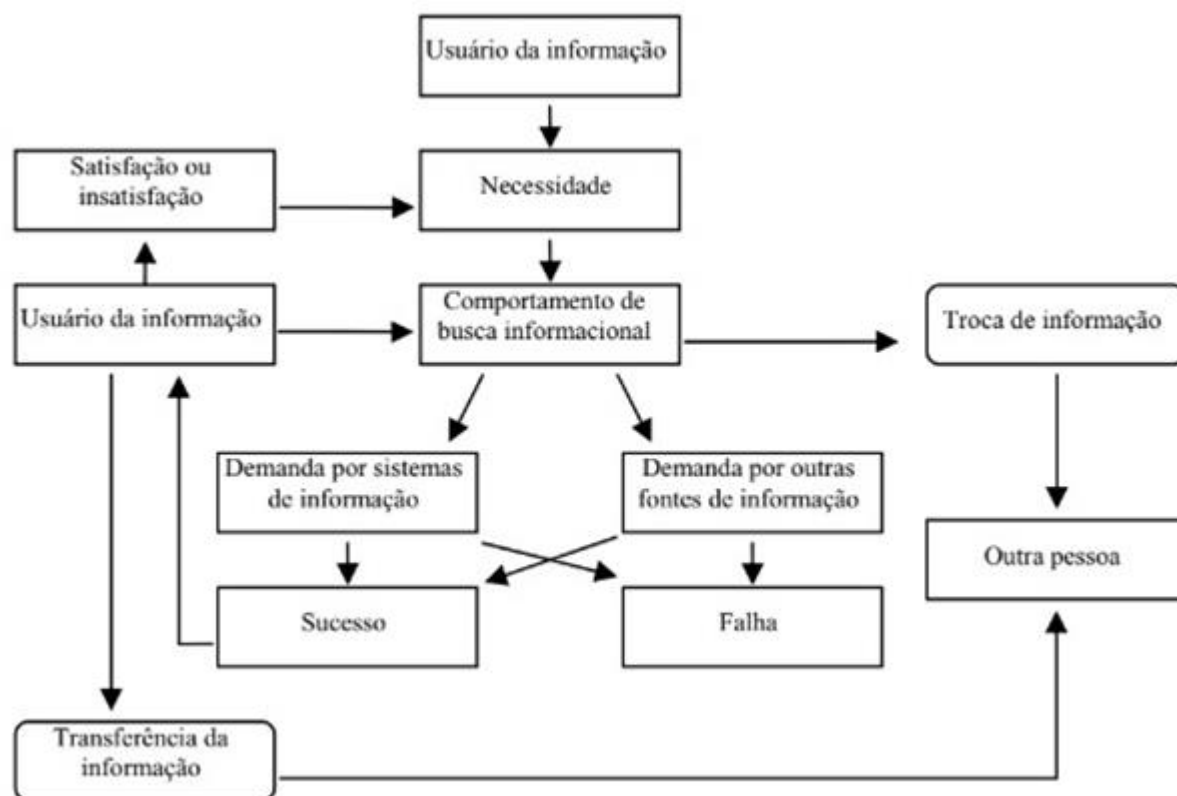 Usuário da informação
Satisfação ou
insatisfação
Necessidade
Usuário da informação
Comportamento de
busca informacional
Troca de informação
Demanda por sistemas
de informação
Demanda por outras
fontes de informação
Outra pessoa
Sucesso
Falha
Transferência da
informação